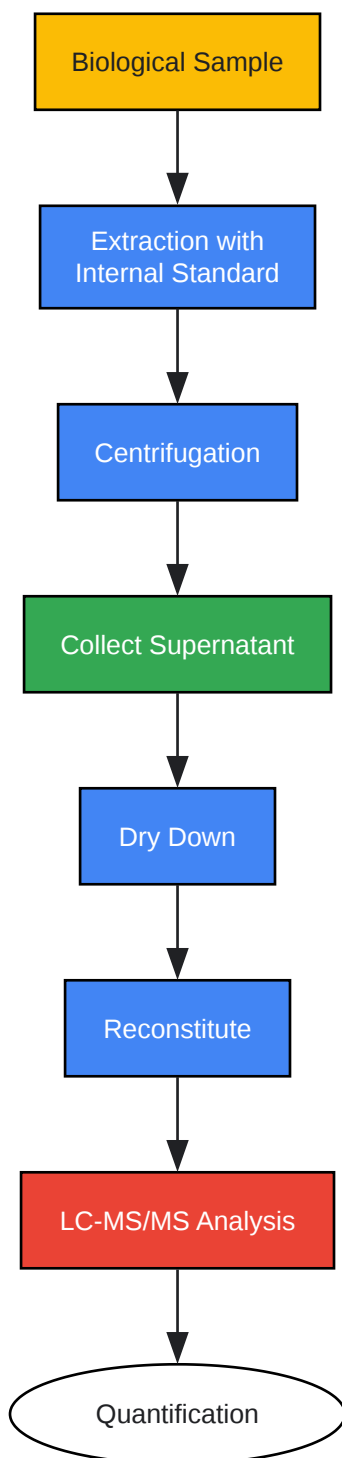 Biological Sample
Extraction with
Internal Standard
Centrifugation
Collect Supernatant
Dry Down
Reconstitute
LC-MS/MS Analysis
Quantification